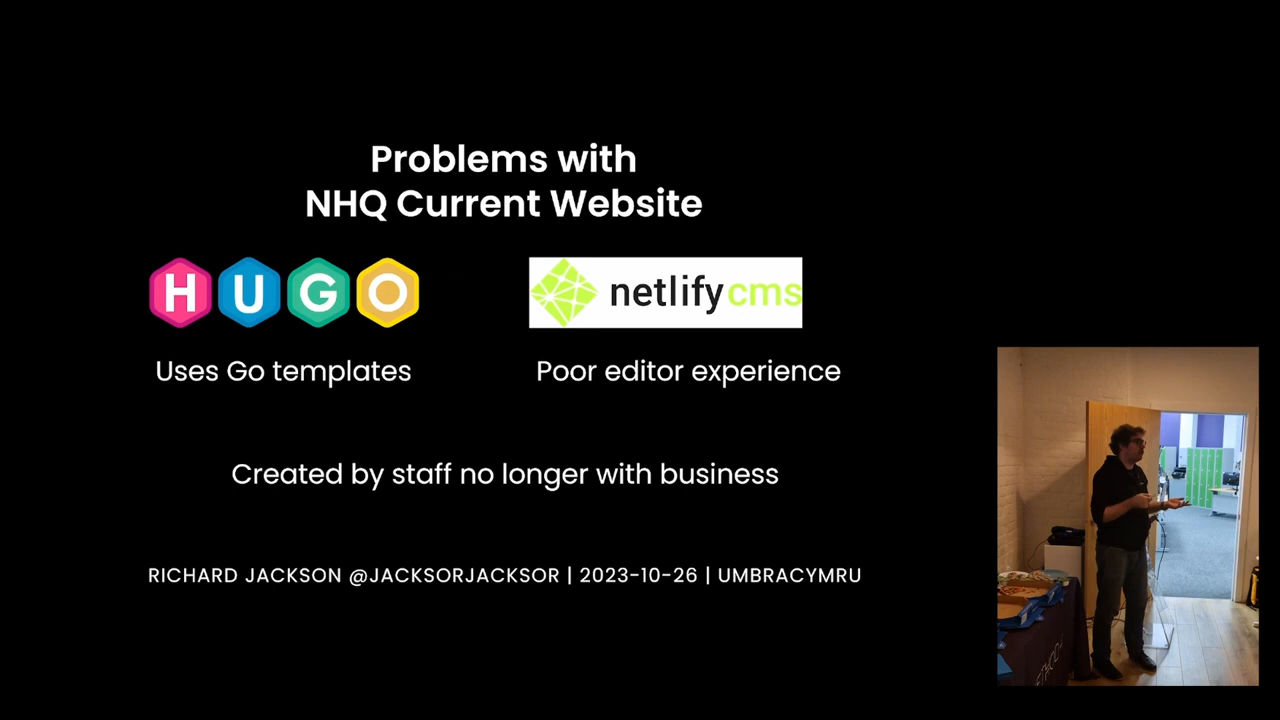 Problems with
NHQ Current Website
HUGO
netlifycms
Uses Go templates
Poor editor experience
Created by staff no longer with business
RICHARD JACKSON @JACKSORJACKSOR | 2023-10-26 | UMBRACYMRU